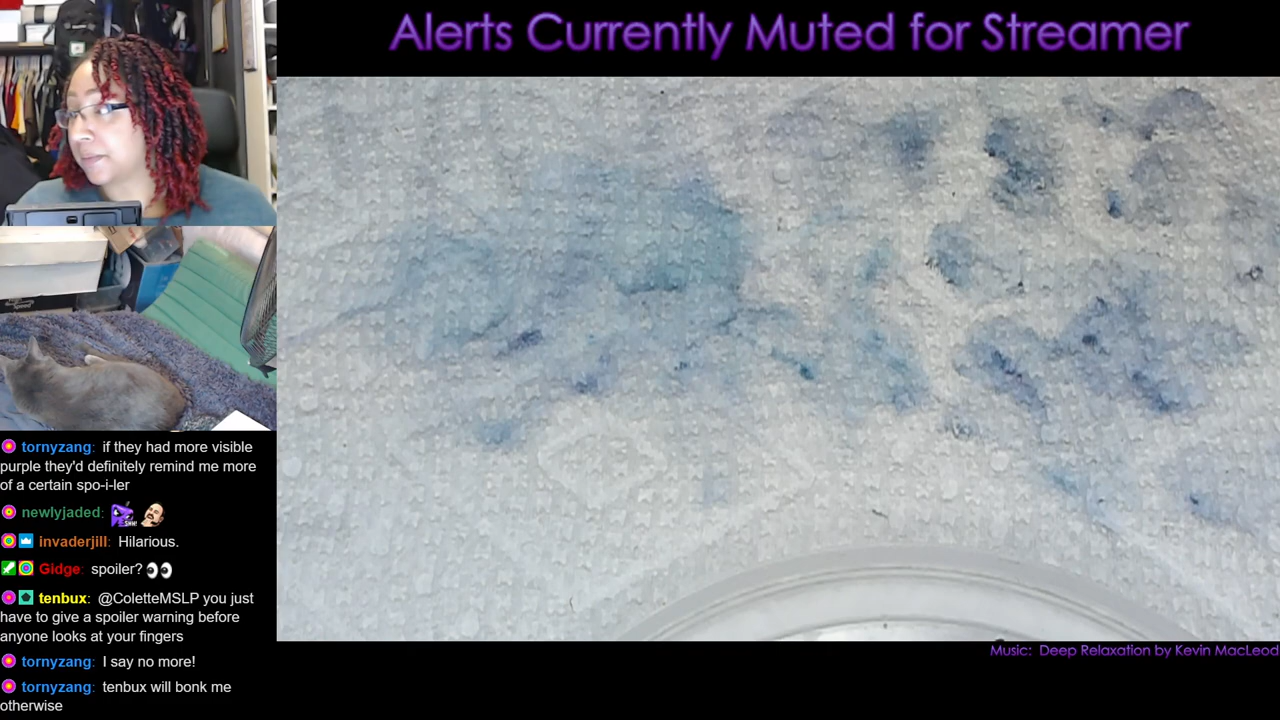 Alerts Currently Muted for Streamer
tornyzang: if they had more visible
purple they'd definitely remind me more
of a certain spo-i-ler
newlyjaded:
invaderjill: Hilarious.
Gidge: spoiler?
tenbux: @ColetteMSLP you just
have to give a spoiler warning before
anyone looks at your fingers
tornyzang: I say no more!
tornyzang: tenbux will bonk me
otherwise
Music: Deep Relaxation by Kevin MacLeod